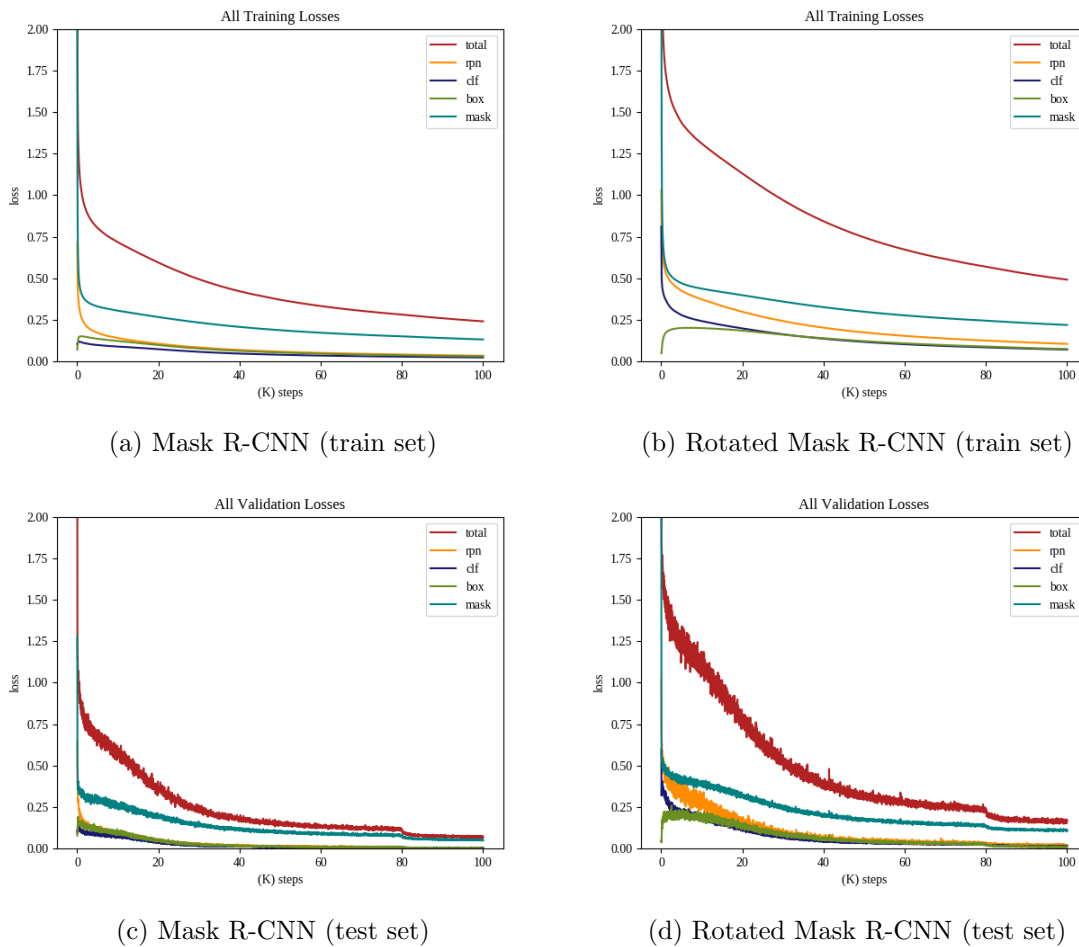 All Training Losses
2.00
1.75
1.50
1.25
1.00
0.75
0.50
0.25
0.00
loss
total
rpn
clf
box
mask
0 20 40 60 80 100
(K) steps
(a) Mask R-CNN (train set)
All Training Losses
2.00
1.75
1.50
1.25
1.00
0.75
0.50
0.25
0.00
loss
total
rpn
clf
box
mask
0 20 40 60 80 100
(K) steps
(b) Rotated Mask R-CNN (train set)
All Validation Losses
2.00
1.75
1.50
1.25
1.00
0.75
0.50
0.25
0.00
loss
total
rpn
clf
box
mask
0 20 40 60 80 100
(K) steps
(c) Mask R-CNN (test set)
All Validation Losses
2.00
1.75
1.50
1.25
1.00
0.75
0.50
0.25
0.00
loss
total
rpn
clf
box
mask
0 20 40 60 80 100
(K) steps
(d) Rotated Mask R-CNN (test set)